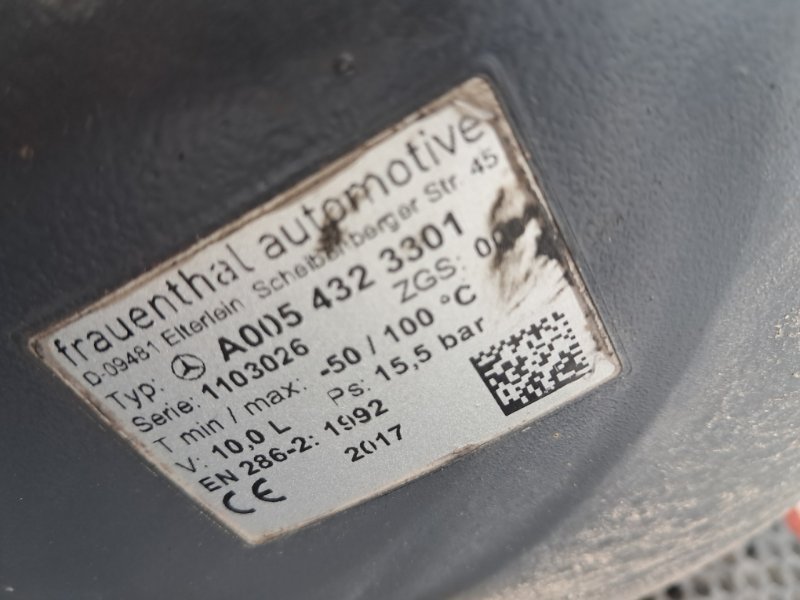 frauenthal automotive
D-09481 Elterlein Scheibenberger Str. 45
Typ: A005 432 3301 ZGS:
Serie: 1103026
T min / max: -50 / 100 °C
V: 10,0 L Ps: 15,5 bar
EN 286-2: 1992 2017
CE